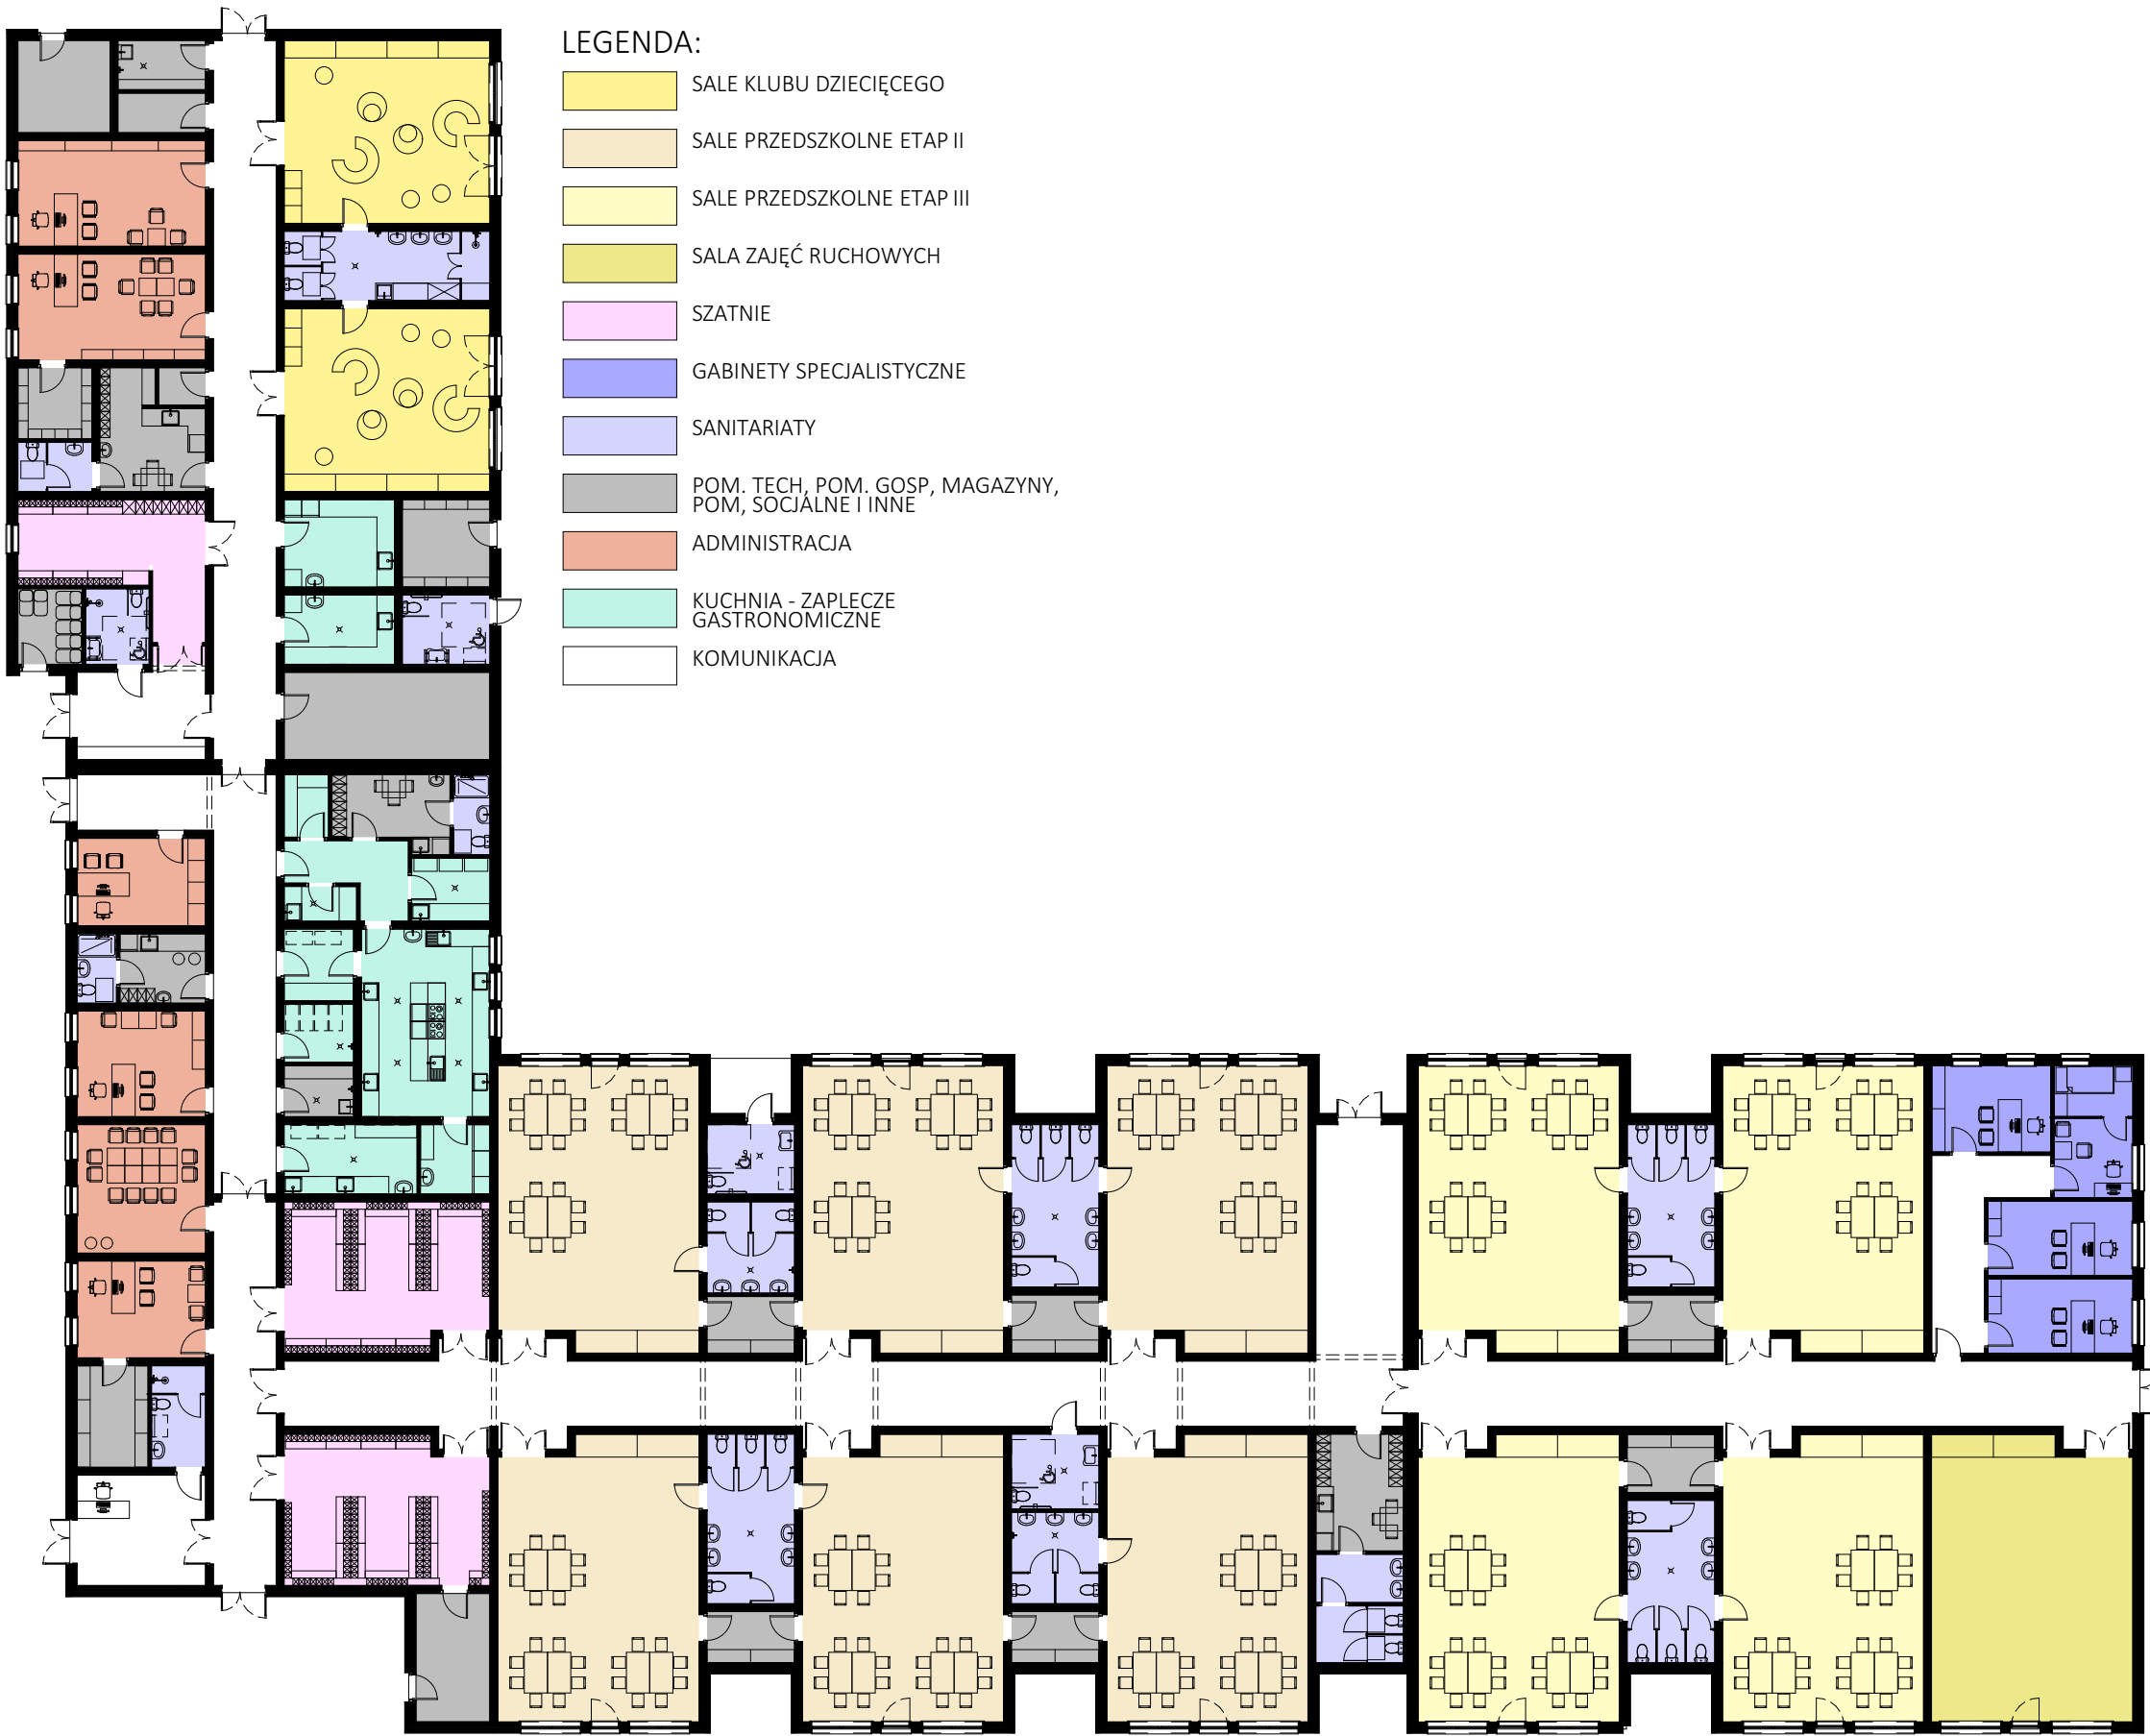 LEGENDA:
SALE KLUBU DZIECIĘCEGO
SALE PRZEDSZKOLNE ETAP II
SALE PRZEDSZKOLNE ETAP III
SALA ZAJĘĆ RUCHOWYCH
SZATNIE
GABINETY SPECJALISTYCZNE
SANITARIATY
POM. TECH, POM. GOSP, MAGAZYNY,
POM, SOCJALNE I INNE
ADMINISTRACJA
KUCHNIA - ZAPLECZE
GASTRONOMICZNE
KOMUNIKACJA